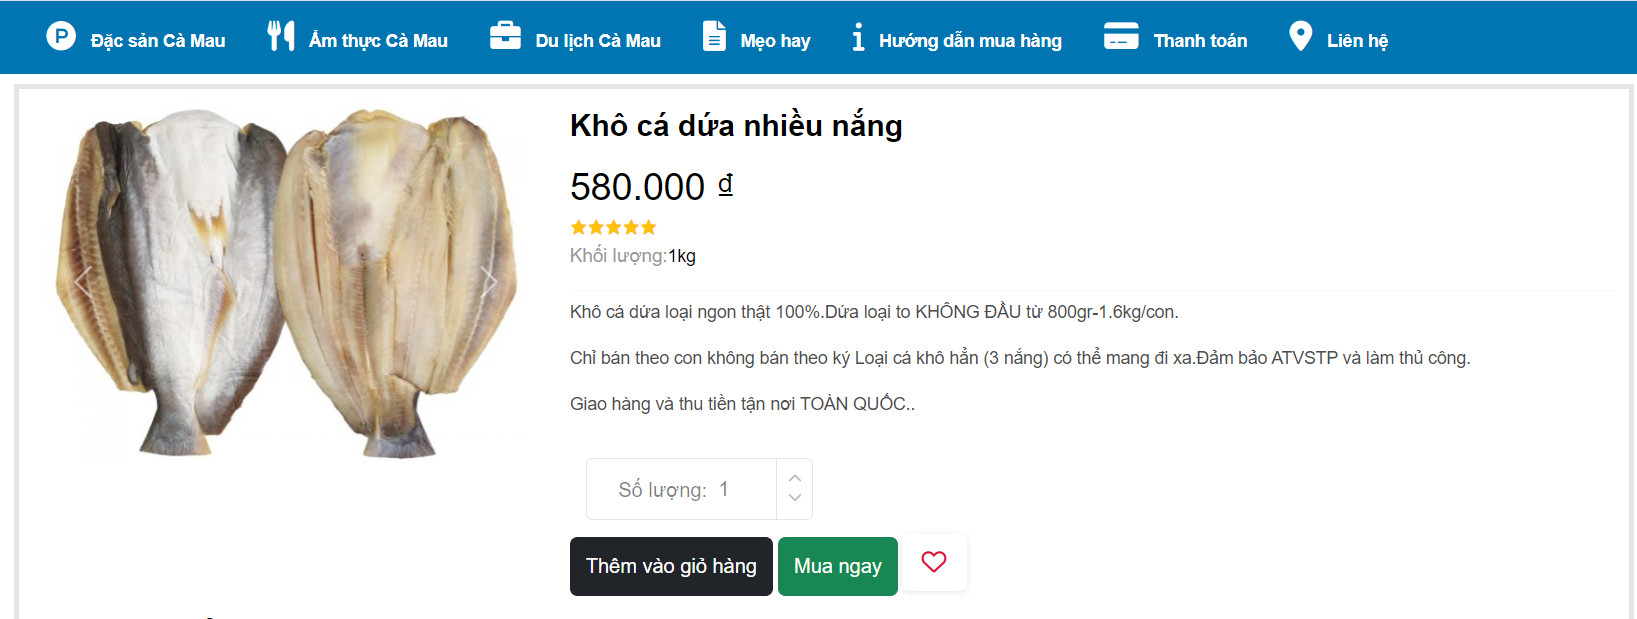 Đặc sản Cà Mau
Ẩm thực Cà Mau
Du lịch Cà Mau
Mẹo hay
Hướng dẫn mua hàng
Thanh toán
Liên hệ
Khô cá dứa nhiều nắng
580.000 ₫
Khối lượng:1kg
Khô cá dứa loại ngon thật 100%.Dứa loại to KHÔNG ĐẦU từ 800gr-1.6kg/con.
Chỉ bán theo con không bán theo ký Loại cá khô hẳn (3 nắng) có thể mang đi xa.Đảm bảo ATVSTP và làm thủ công.
Giao hàng và thu tiền tận nơi TOÀN QUỐC..
Số lượng: 1
Thêm vào giỏ hàng
Mua ngay